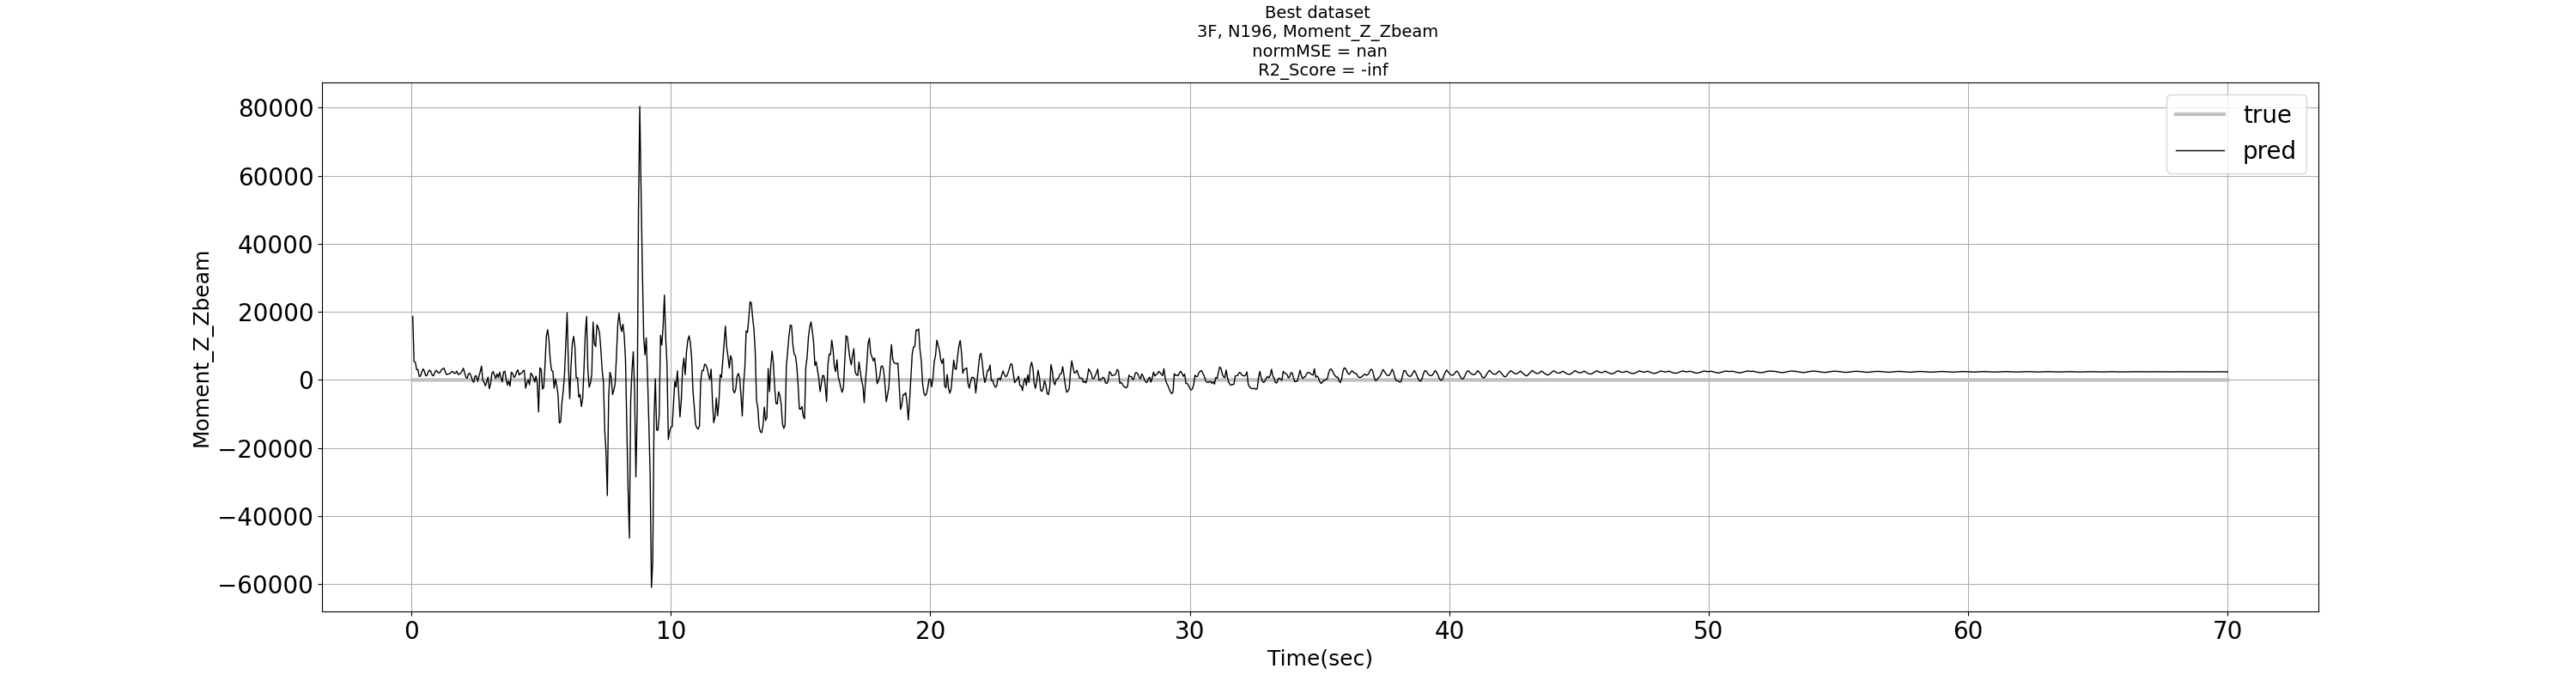 Best dataset
3F, N196, Moment_Z_Zbeam
normMSE = nan
R2_Score = -inf
80000
60000
40000
20000
0
−20000
−40000
−60000
Moment_Z_Zbeam
true
pred
0 10 20 30 40 50 60 70
Time(sec)